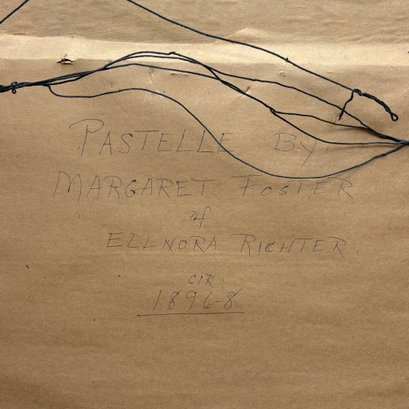 PASTELLE BY
MARGARET FOSTER
of
ELLNORA RICHTER.
CIR.
1896-8